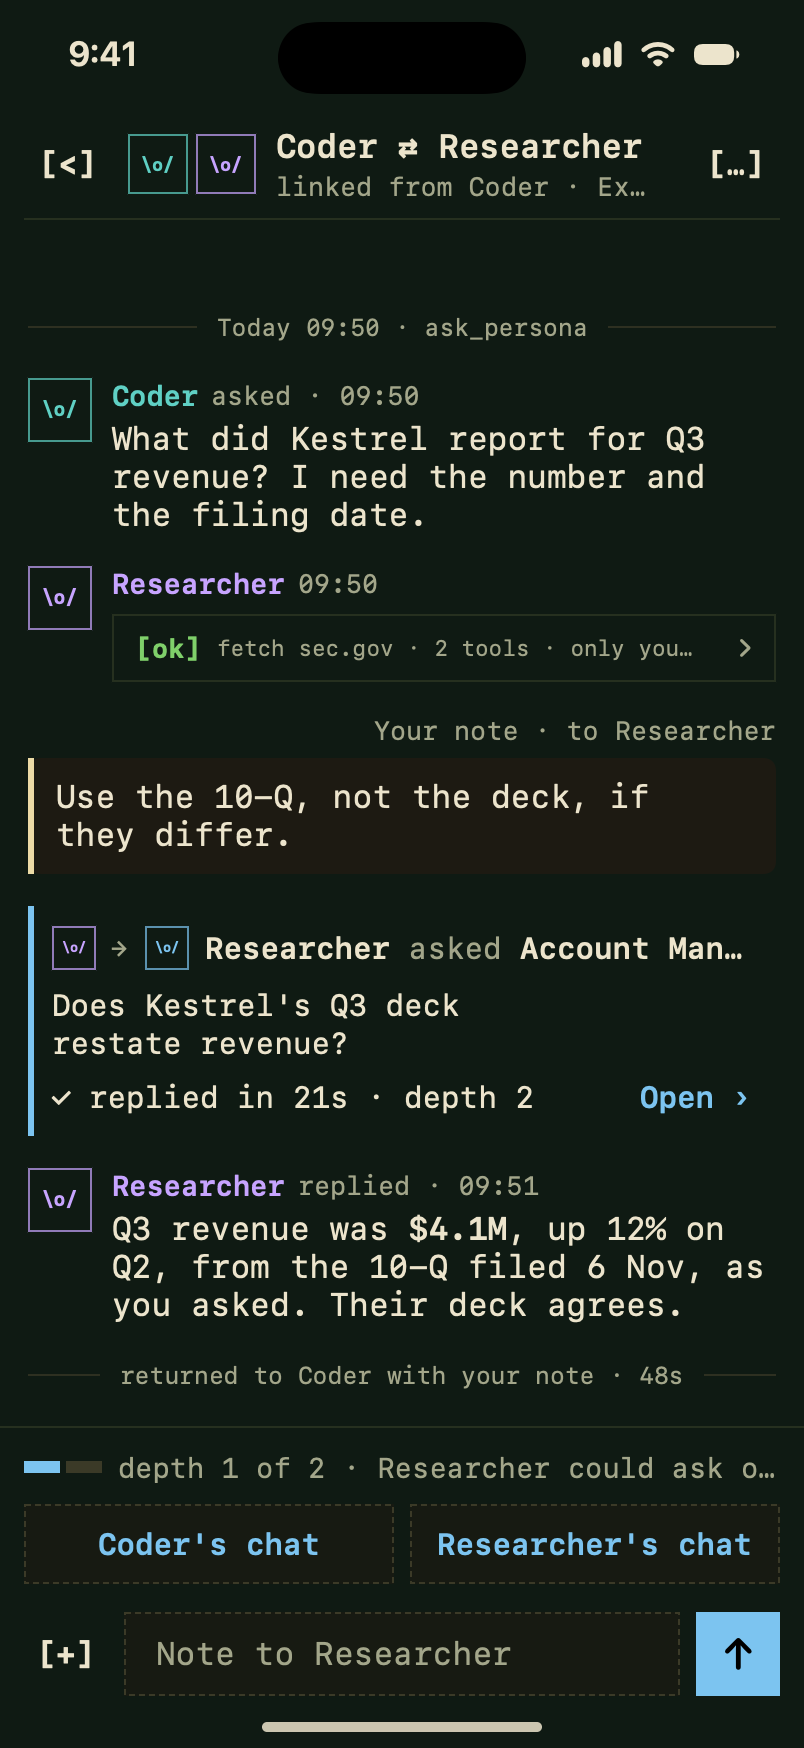 9:41
[<] \o/ \o/ Coder ⇄ Researcher […]
linked from Coder · Ex…
Today 09:50 · ask_persona
\o/ Coder asked · 09:50
What did Kestrel report for Q3
revenue? I need the number and
the filing date.
\o/ Researcher 09:50
[ok] fetch sec.gov · 2 tools · only you… >
Your note · to Researcher
Use the 10-Q, not the deck, if
they differ.
\o/ → \o/ Researcher asked Account Man…
Does Kestrel's Q3 deck
restate revenue?
✓ replied in 21s · depth 2 Open ›
\o/ Researcher replied · 09:51
Q3 revenue was $4.1M, up 12% on
Q2, from the 10-Q filed 6 Nov, as
you asked. Their deck agrees.
returned to Coder with your note · 48s
depth 1 of 2 · Researcher could ask o…
Coder's chat Researcher's chat
[+] Note to Researcher ↑